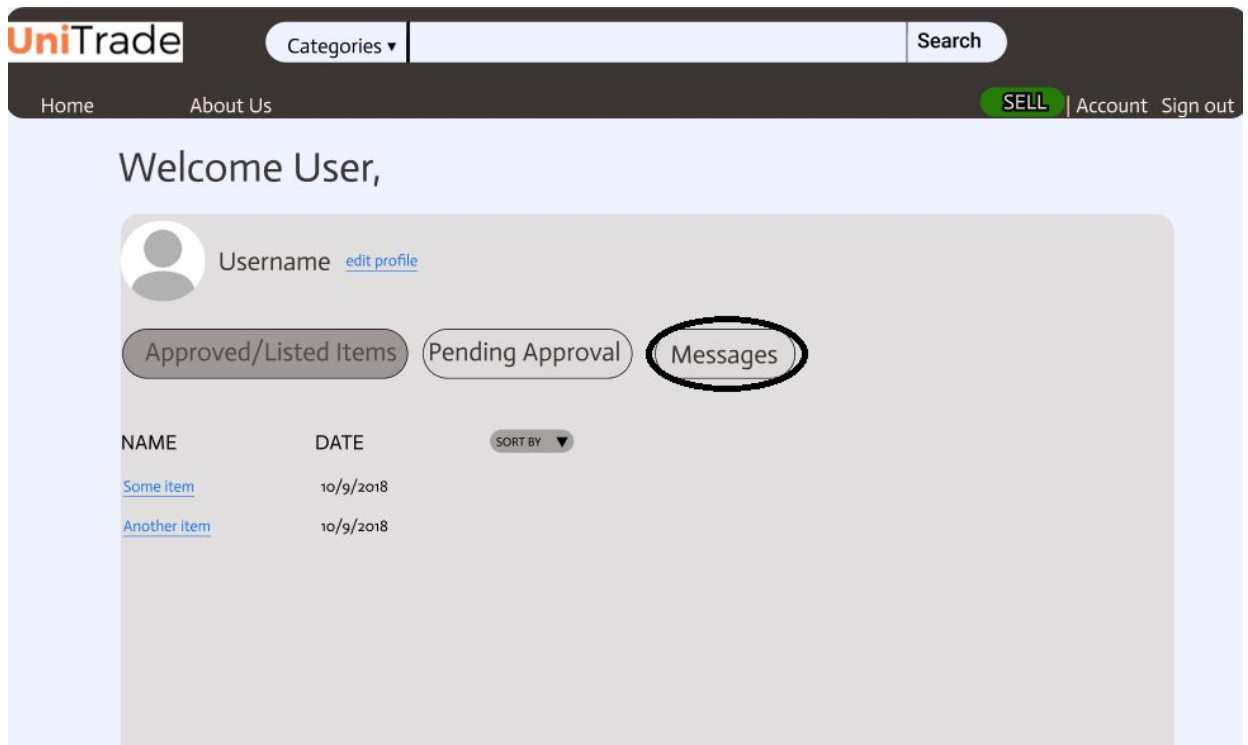 UniTrade Categories ▾ Search
Home About Us SELL | Account Sign out
Welcome User,
Username edit profile
Approved/Listed Items Pending Approval Messages
NAME DATE SORT BY ▼
Some item 10/9/2018
Another item 10/9/2018